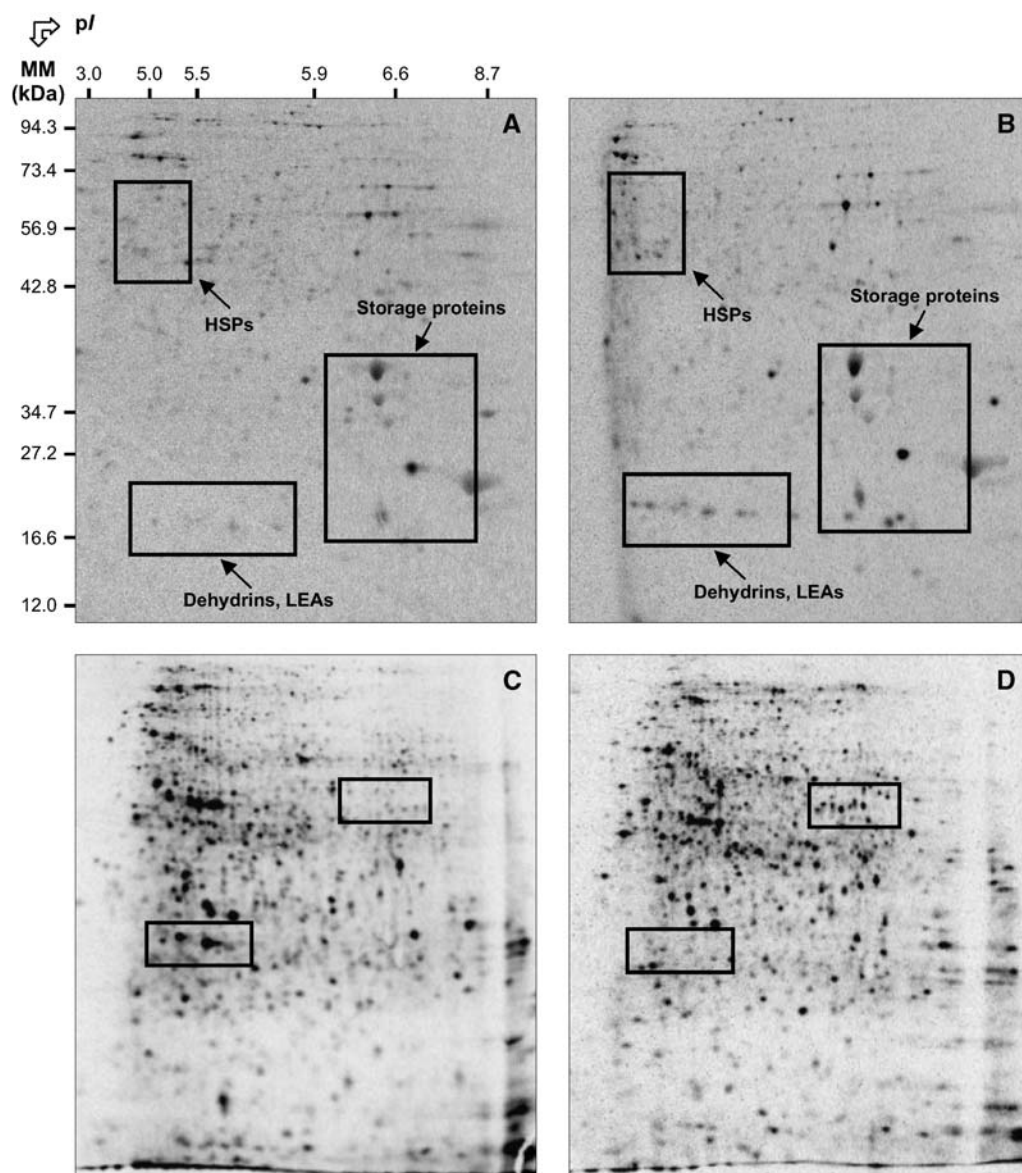 pI
MM
(kDa)
3.0 5.0 5.5 5.9 6.6 8.7
A
B
94.3
73.4
56.9
42.8
34.7
27.2
16.6
12.0
HSPs
Storage proteins
Dehydrins, LEAs
HSPs
Storage proteins
Dehydrins, LEAs
C
D